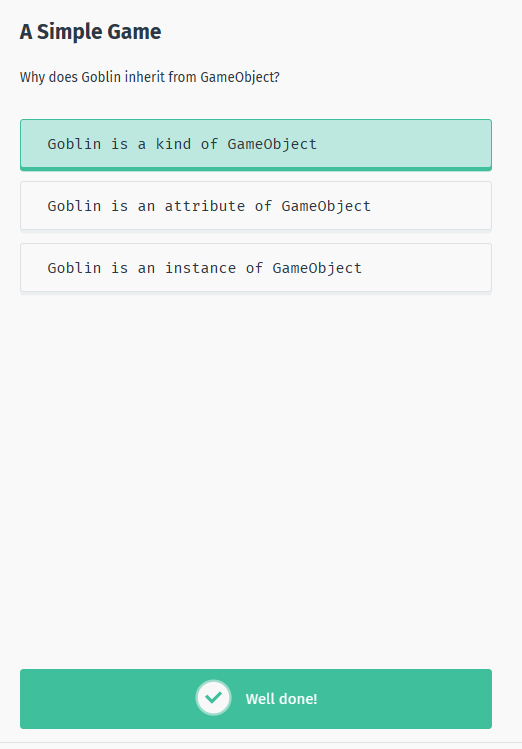 A Simple Game
Why does Goblin inherit from GameObject?
Goblin is a kind of GameObject
Goblin is an attribute of GameObject
Goblin is an instance of GameObject
Well done!